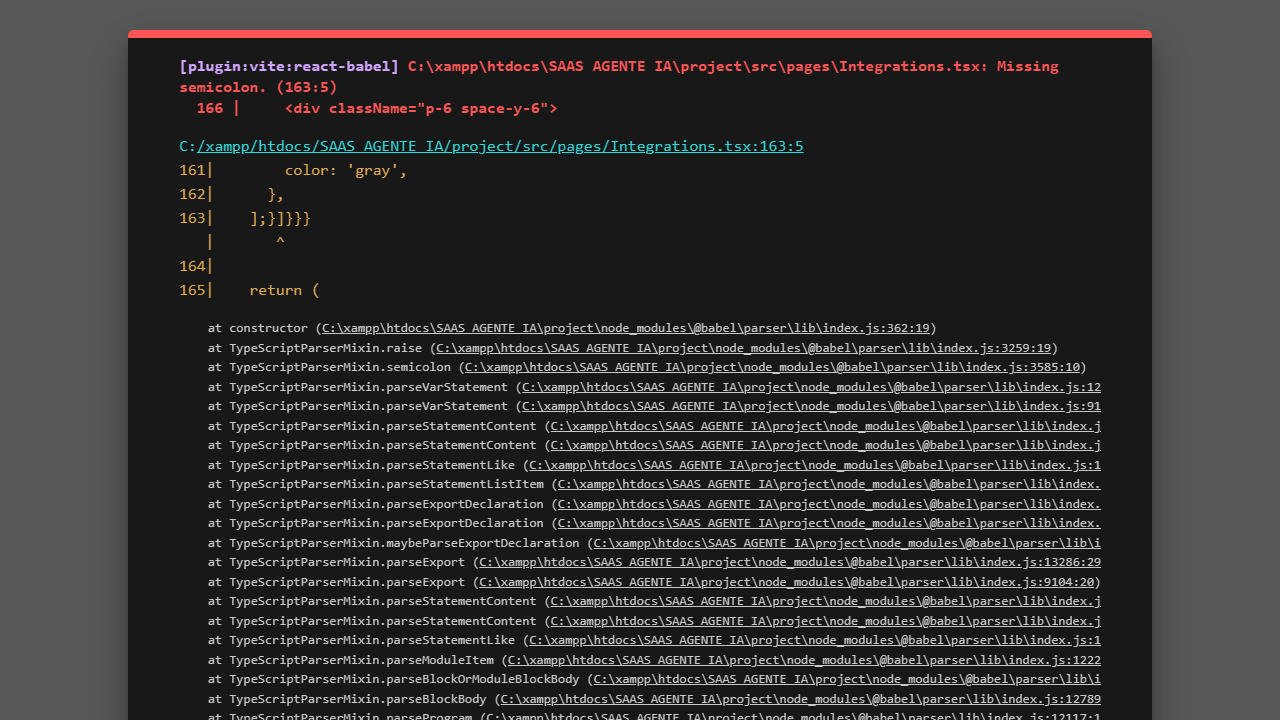 [plugin:vite:react-babel] C:\xampp\htdocs\SAAS AGENTE IA\project\src\pages\Integrations.tsx: Missing
semicolon. (163:5)
  166 |     <div className="p-6 space-y-6">
C:/xampp/htdocs/SAAS AGENTE IA/project/src/pages/Integrations.tsx:163:5
161|        color: 'gray',
162|      },
163|    ];}]}}}
   |       ^
164|
165|    return (
at constructor (C:\xampp\htdocs\SAAS AGENTE IA\project\node_modules\@babel\parser\lib\index.js:362:19)
at TypeScriptParserMixin.raise (C:\xampp\htdocs\SAAS AGENTE IA\project\node_modules\@babel\parser\lib\index.js:3259:19)
at TypeScriptParserMixin.semicolon (C:\xampp\htdocs\SAAS AGENTE IA\project\node_modules\@babel\parser\lib\index.js:3585:10)
at TypeScriptParserMixin.parseVarStatement (C:\xampp\htdocs\SAAS AGENTE IA\project\node_modules\@babel\parser\lib\index.js:12
at TypeScriptParserMixin.parseVarStatement (C:\xampp\htdocs\SAAS AGENTE IA\project\node_modules\@babel\parser\lib\index.js:91
at TypeScriptParserMixin.parseStatementContent (C:\xampp\htdocs\SAAS AGENTE IA\project\node_modules\@babel\parser\lib\index.j
at TypeScriptParserMixin.parseStatementContent (C:\xampp\htdocs\SAAS AGENTE IA\project\node_modules\@babel\parser\lib\index.j
at TypeScriptParserMixin.parseStatementLike (C:\xampp\htdocs\SAAS AGENTE IA\project\node_modules\@babel\parser\lib\index.js:1
at TypeScriptParserMixin.parseStatementListItem (C:\xampp\htdocs\SAAS AGENTE IA\project\node_modules\@babel\parser\lib\index.
at TypeScriptParserMixin.parseExportDeclaration (C:\xampp\htdocs\SAAS AGENTE IA\project\node_modules\@babel\parser\lib\index.
at TypeScriptParserMixin.parseExportDeclaration (C:\xampp\htdocs\SAAS AGENTE IA\project\node_modules\@babel\parser\lib\index.
at TypeScriptParserMixin.maybeParseExportDeclaration (C:\xampp\htdocs\SAAS AGENTE IA\project\node_modules\@babel\parser\lib\i
at TypeScriptParserMixin.parseExport (C:\xampp\htdocs\SAAS AGENTE IA\project\node_modules\@babel\parser\lib\index.js:13286:29
at TypeScriptParserMixin.parseExport (C:\xampp\htdocs\SAAS AGENTE IA\project\node_modules\@babel\parser\lib\index.js:9104:20)
at TypeScriptParserMixin.parseStatementContent (C:\xampp\htdocs\SAAS AGENTE IA\project\node_modules\@babel\parser\lib\index.j
at TypeScriptParserMixin.parseStatementContent (C:\xampp\htdocs\SAAS AGENTE IA\project\node_modules\@babel\parser\lib\index.j
at TypeScriptParserMixin.parseStatementLike (C:\xampp\htdocs\SAAS AGENTE IA\project\node_modules\@babel\parser\lib\index.js:1
at TypeScriptParserMixin.parseModuleItem (C:\xampp\htdocs\SAAS AGENTE IA\project\node_modules\@babel\parser\lib\index.js:1222
at TypeScriptParserMixin.parseBlockOrModuleBlockBody (C:\xampp\htdocs\SAAS AGENTE IA\project\node_modules\@babel\parser\lib\i
at TypeScriptParserMixin.parseBlockBody (C:\xampp\htdocs\SAAS AGENTE IA\project\node_modules\@babel\parser\lib\index.js:12789
at TypeScriptParserMixin.parseProgram (C:\xampp\htdocs\SAAS AGENTE IA\project\node_modules\@babel\parser\lib\index.js:12117:1